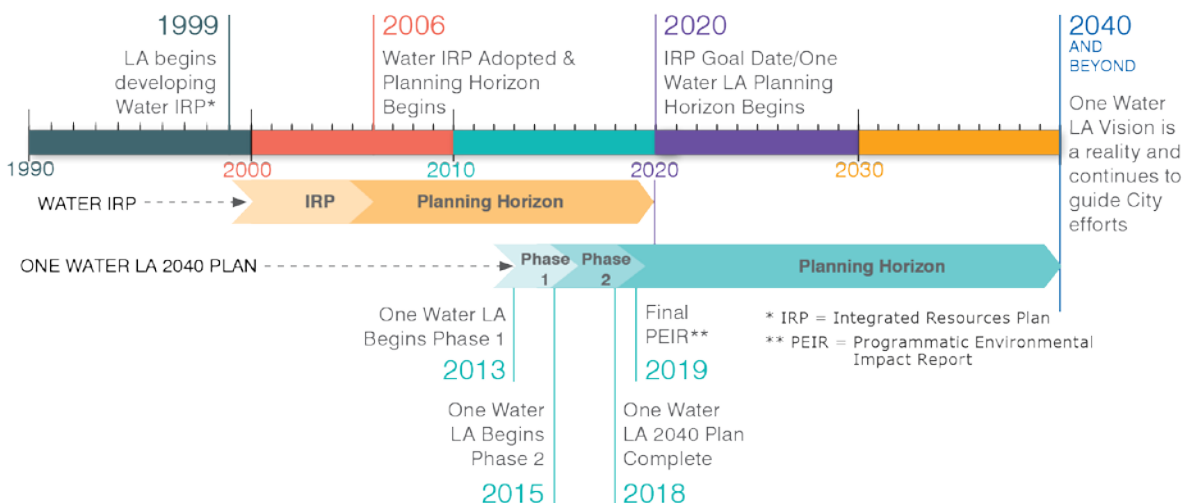 1999
LA begins
developing
Water IRP*
2006
Water IRP Adopted &
Planning Horizon
Begins
2020
IRP Goal Date/One
Water LA Planning
Horizon Begins
2040
AND
BEYOND
One Water
LA Vision is
a reality and
continues to
guide City
efforts
1990
2000
2010
2020
2030
WATER IRP
IRP
Planning Horizon
ONE WATER LA 2040 PLAN
Phase
1
Phase
2
Planning Horizon
One Water LA
Begins Phase 1
2013
Final
PEIR**
2019
* IRP = Integrated Resources Plan
** PEIR = Programmatic Environmental
Impact Report
One Water
LA Begins
Phase 2
2015
One Water
LA 2040 Plan
Complete
2018